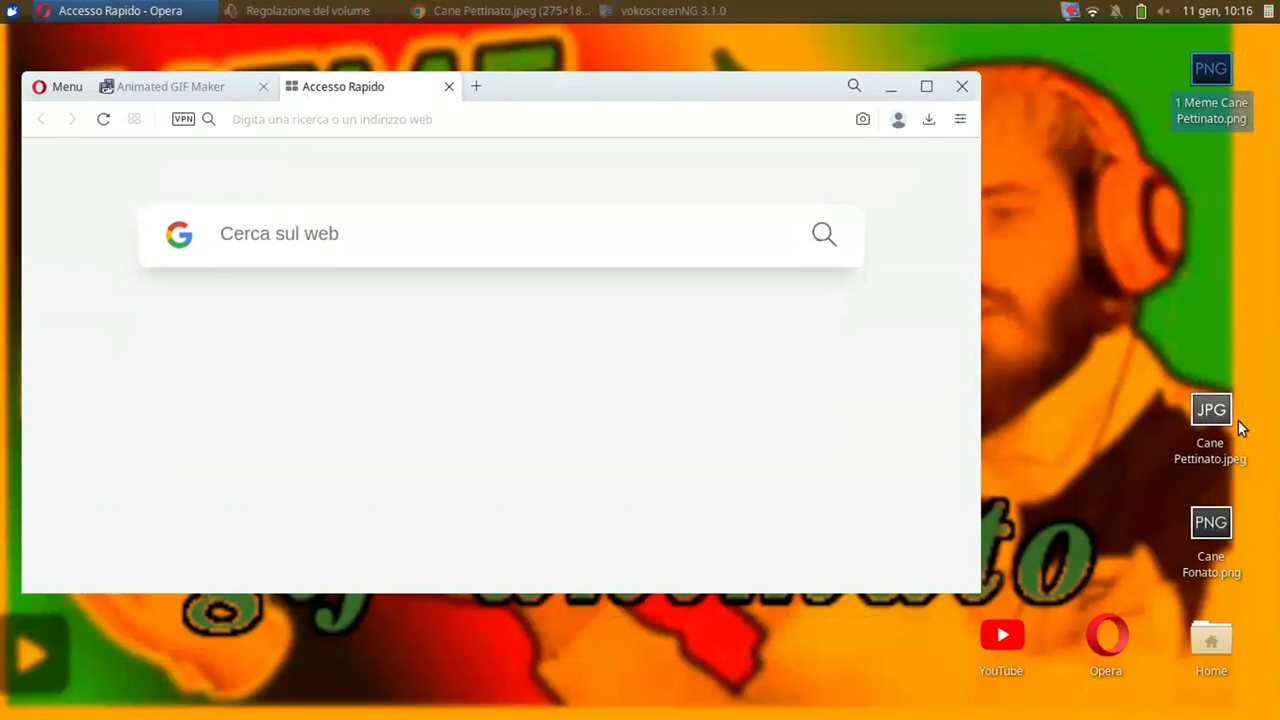 Accesso Rapido - Opera
Regolazione del volume
Cane Pettinato.jpeg (275×18...
vokoscreenNG 3.1.0
11 gen, 10:16
Menu
Animated GIF Maker
Accesso Rapido
VPN
Digita una ricerca o un indirizzo web
Cerca sul web
PNG
1 Meme Cane
Pettinato.png
JPG
Cane
Pettinato.jpeg
PNG
Cane
Fonato.png
YouTube
Opera
Home